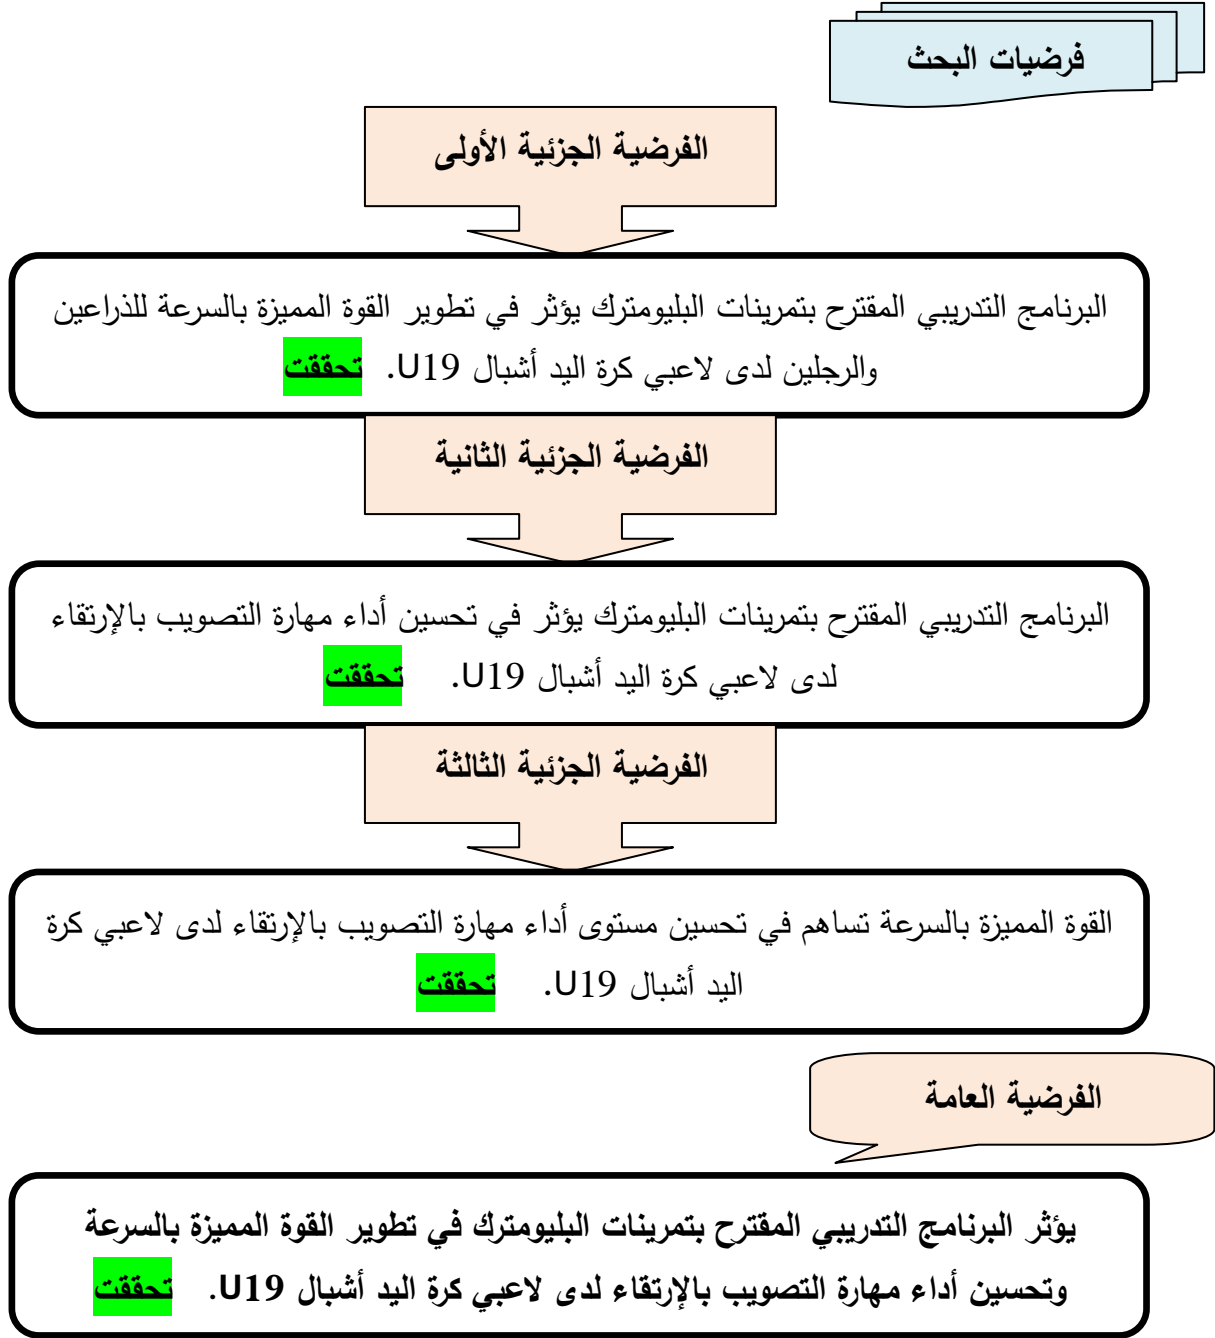 فرضيات البحث
الفرضية الجزئية الأولى
البرنامج التدريبي المقترح بتمرينات البليومترك يؤثر في تطوير القوة المميزة بالسرعة للذراعين
والرجلين لدى لاعبي كرة اليد أشبال U19. تحققت
الفرضية الجزئية الثانية
البرنامج التدريبي المقترح بتمرينات البليومترك يؤثر في تحسين أداء مهارة التصويب بالإرتقاء
لدى لاعبي كرة اليد أشبال U19. تحققت
الفرضية الجزئية الثالثة
القوة المميزة بالسرعة تساهم في تحسين مستوى أداء مهارة التصويب بالإرتقاء لدى لاعبي كرة
اليد أشبال U19. تحققت
الفرضية العامة
يؤثر البرنامج التدريبي المقترح بتمرينات البليومترك في تطوير القوة المميزة بالسرعة
وتحسين أداء مهارة التصويب بالإرتقاء لدى لاعبي كرة اليد أشبال U19. تحققت